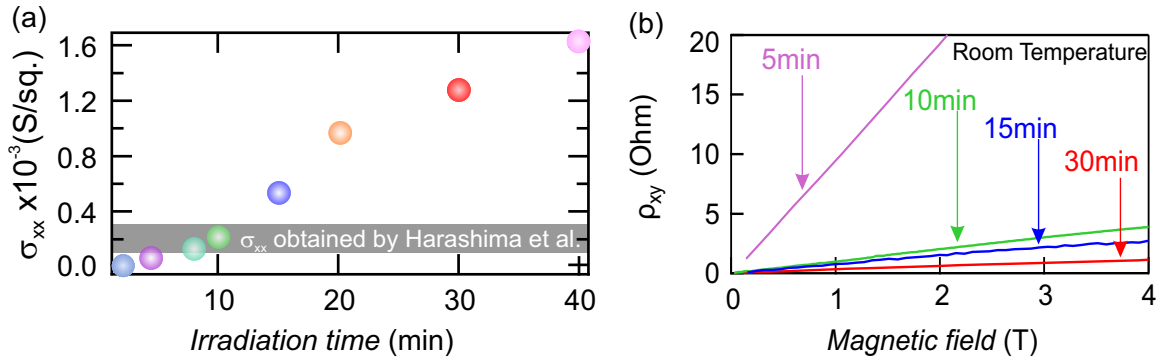 (a)
1.6
1.2
0.8
0.4
0.0
σxx x10⁻³(S/sq.)
σxx obtained by Harashima et al.
10
20
30
40
Irradiation time (min)
(b)
20
15
10
5
0
ρxy (Ohm)
Room Temperature
5min
10min
15min
30min
0
1
2
3
4
Magnetic field (T)